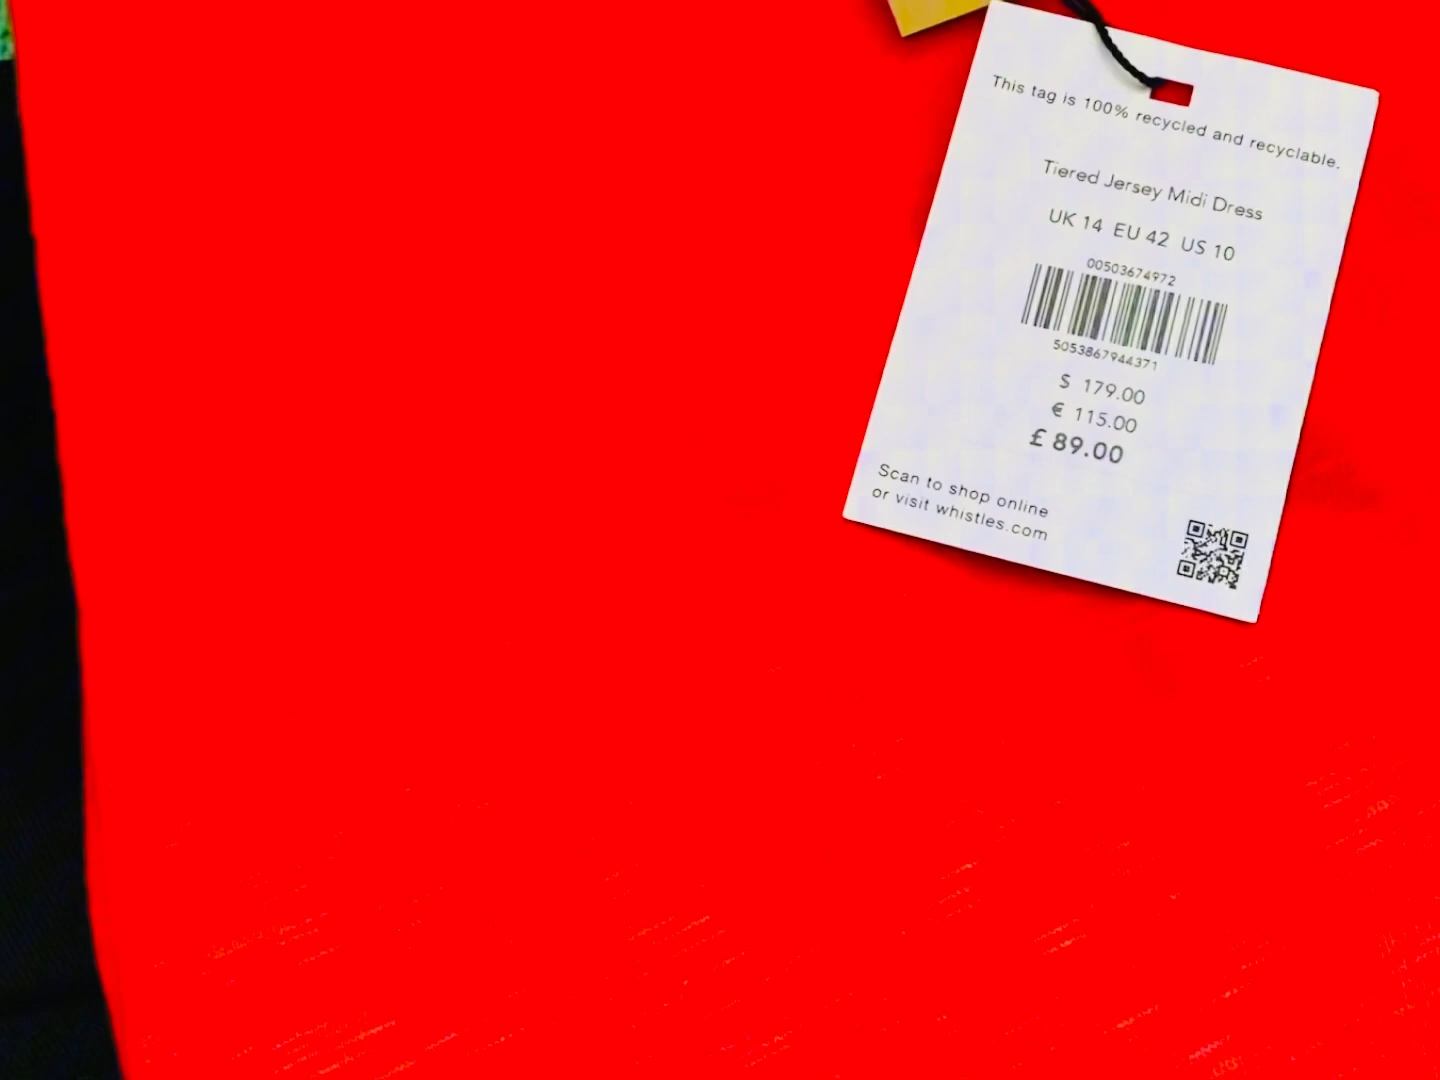 This tag is 100% recycled and recyclable.
Tiered Jersey Midi Dress
UK 14 EU 42 US 10
00503674972
5053867944371
$ 179.00
€ 115.00
£ 89.00
Scan to shop online
or visit whistles.com